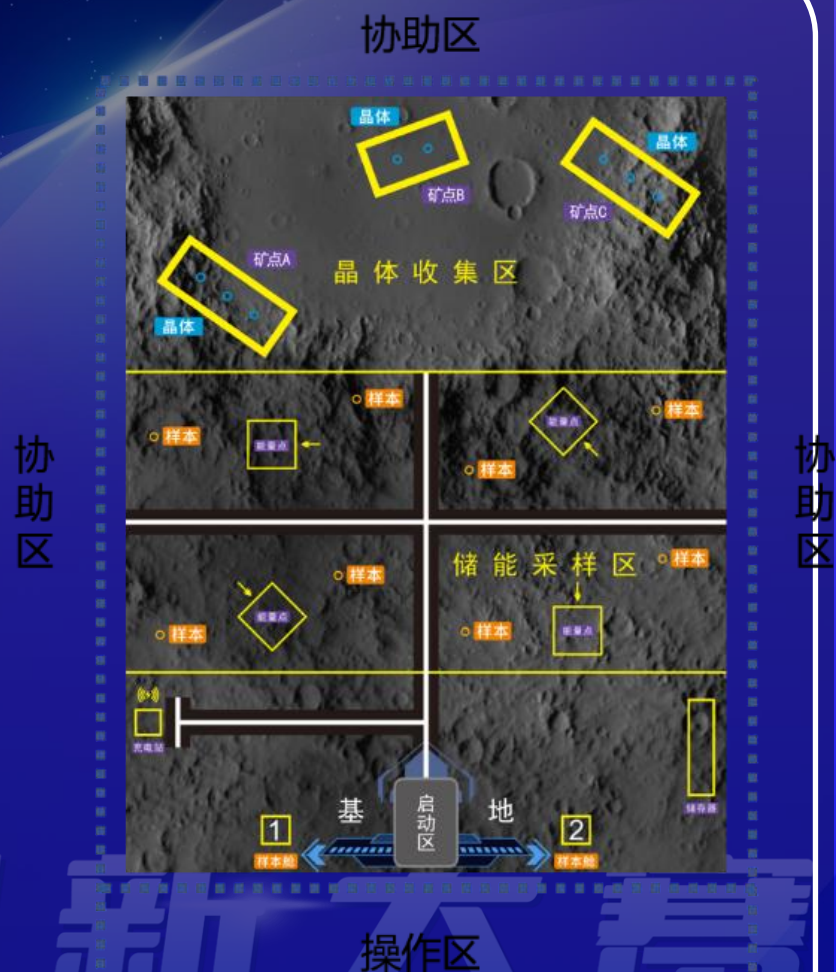 协助区
晶体
晶体
矿点B
矿点C
矿点A
晶体收集区
晶体
样本
样本
样本
能量点
能量点
样本
协助区
协助区
储能采样区
样本
样本
样本
样本
能量点
能量点
充电站
储存器
基
启动区
地
1
2
样本舱
样本舱
新大赛
操作区